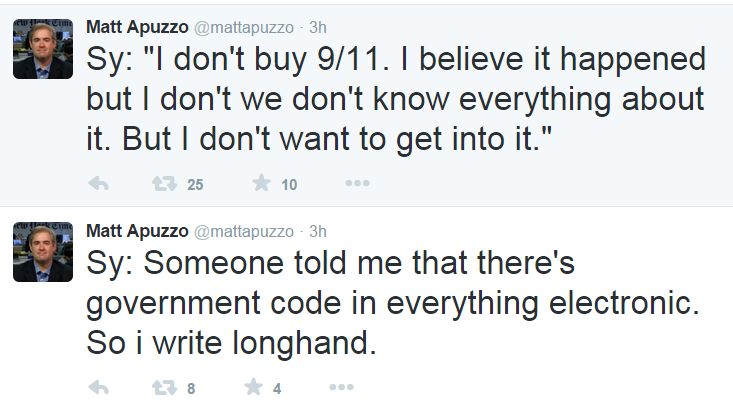 Matt Apuzzo @mattapuzzo · 3h
Sy: "I don't buy 9/11. I believe it happened
but I don't we don't know everything about
it. But I don't want to get into it."
25 10
Matt Apuzzo @mattapuzzo · 3h
Sy: Someone told me that there's
government code in everything electronic.
So i write longhand.
8 4